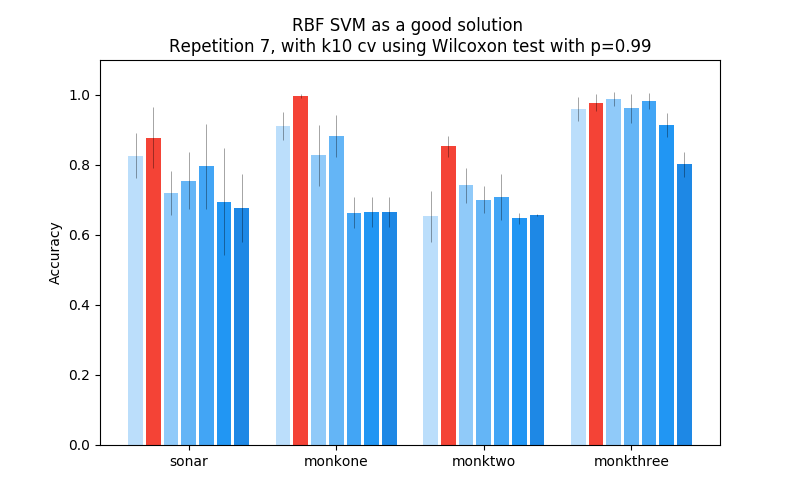 RBF SVM as a good solution
Repetition 7, with k10 cv using Wilcoxon test with p=0.99
Accuracy
1.0
0.8
0.6
0.4
0.2
0.0
sonar
monkone
monktwo
monkthree